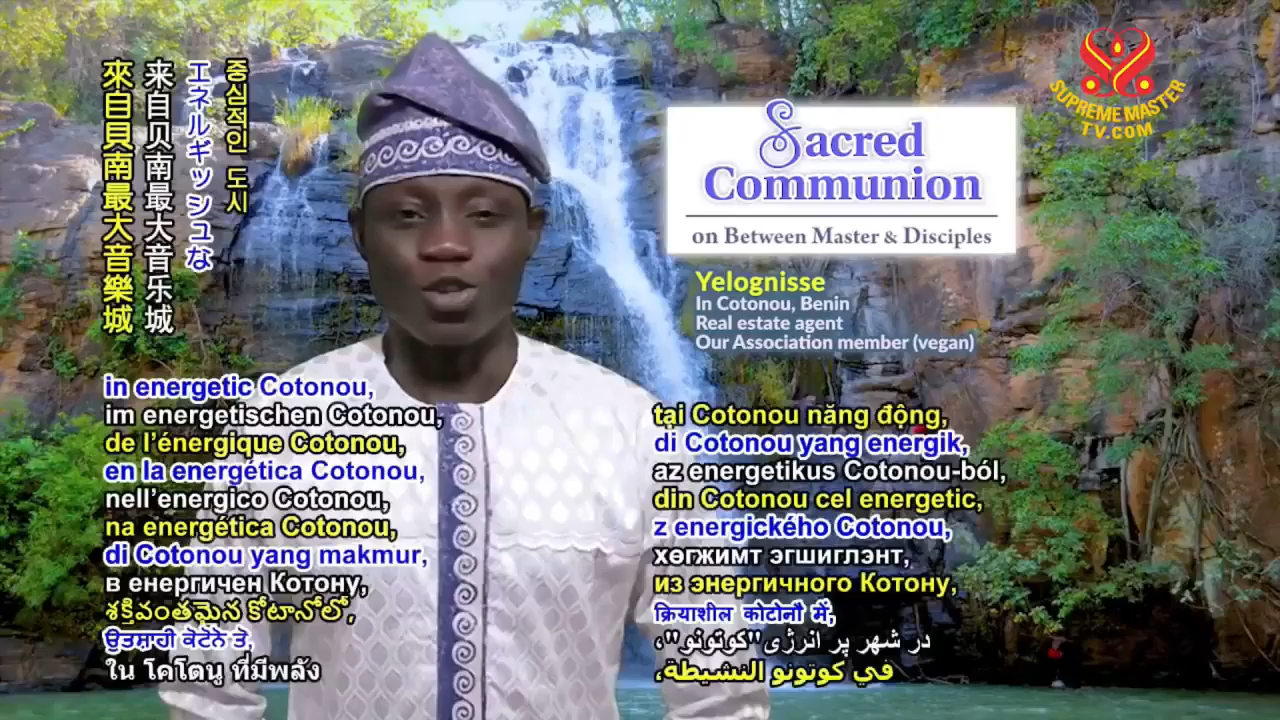 중심적인 도시
エネルギッシュな
来自贝南最大音乐城
來自貝南最大音樂城
SUPREME MASTER
TV.COM
Sacred
Communion
on Between Master & Disciples
Yelognisse
In Cotonou, Benin
Real estate agent
Our Association member (vegan)
in energetic Cotonou,
im energetischen Cotonou,
de l'énergique Cotonou,
en la energética Cotonou,
nell'energico Cotonou,
na energética Cotonou,
di Cotonou yang makmur,
в енергичен Котону,
శక్తివంతమైన కోటానోలో,
ਉਤਸ਼ਾਹੀ ਕੋਟੋਨੋ ਤੋ,
ใน โคโตนู ที่มีพลัง
tại Cotonou năng động,
di Cotonou yang energik,
az energetikus Cotonou-ból,
din Cotonou cel energetic,
z energického Cotonou,
хөгжимт эгшиглэнт,
из энергичного Котону,
क्रियाशील कोटोनौ में,
در شهر پر انرژی "کوتونو"،
في كوتونو النشيطة،